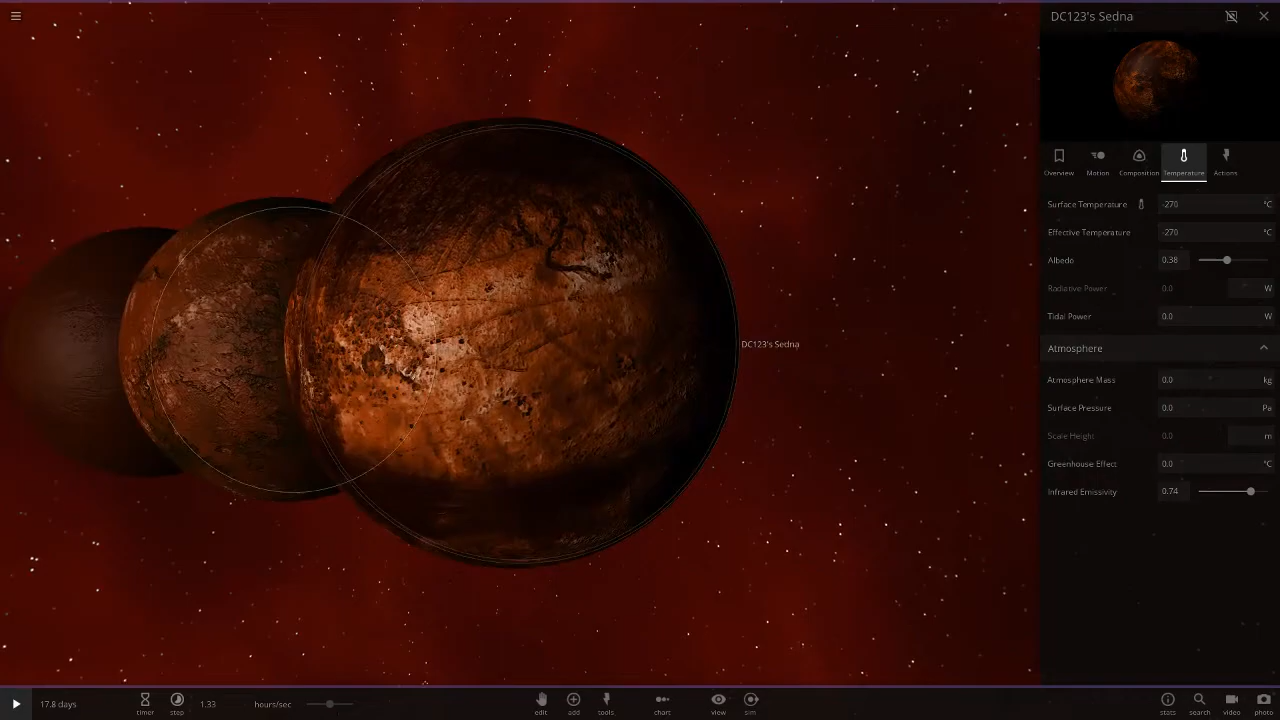 DC123's Sedna
Overview Motion Composition Temperature Actions
Surface Temperature -270 °C
Effective Temperature -270 °C
Albedo 0.38
Radiative Power 0.0 W
Tidal Power 0.0 W
Atmosphere
Atmosphere Mass 0.0 kg
Surface Pressure 0.0 Pa
Scale Height 0.0 m
Greenhouse Effect 0.0 °C
Infrared Emissivity 0.74
DC123's Sedna
17.8 days timer step 1.33 hours/sec edit add tools chart view sim stats search video photo